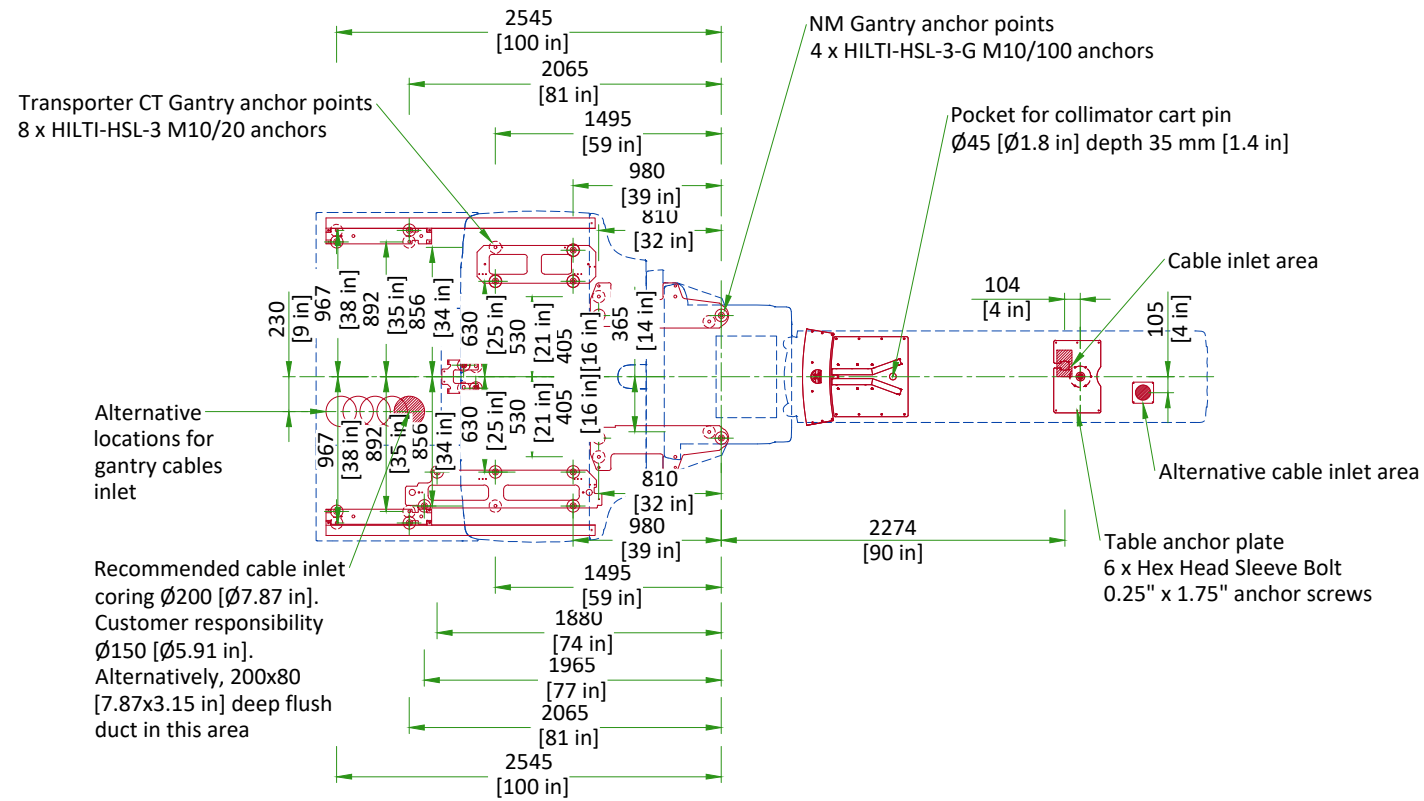 2545
[100 in]
NM Gantry anchor points
4 x HILTI-HSL-3-G M10/100 anchors
2065
[81 in]
Transporter CT Gantry anchor points
8 x HILTI-HSL-3 M10/20 anchors
1495
[59 in]
Pocket for collimator cart pin
Ø45 [Ø1.8 in] depth 35 mm [1.4 in]
980
[39 in]
810
[32 in]
Cable inlet area
104
[4 in]
105
[4 in]
230
[9 in]
967
[38 in]
892
[35 in]
856
[34 in]
630
[25 in]
530
[21 in]
405
[16 in]
365
[14 in]
Alternative
locations for
gantry cables
inlet
967
[38 in]
892
[35 in]
856
[34 in]
630
[25 in]
530
[21 in]
405
[16 in]
Alternative cable inlet area
810
[32 in]
980
[39 in]
2274
[90 in]
Table anchor plate
6 x Hex Head Sleeve Bolt
0.25" x 1.75" anchor screws
Recommended cable inlet
coring Ø200 [Ø7.87 in].
Customer responsibility
Ø150 [Ø5.91 in].
Alternatively, 200x80
[7.87x3.15 in] deep flush
duct in this area
1495
[59 in]
1880
[74 in]
1965
[77 in]
2065
[81 in]
2545
[100 in]